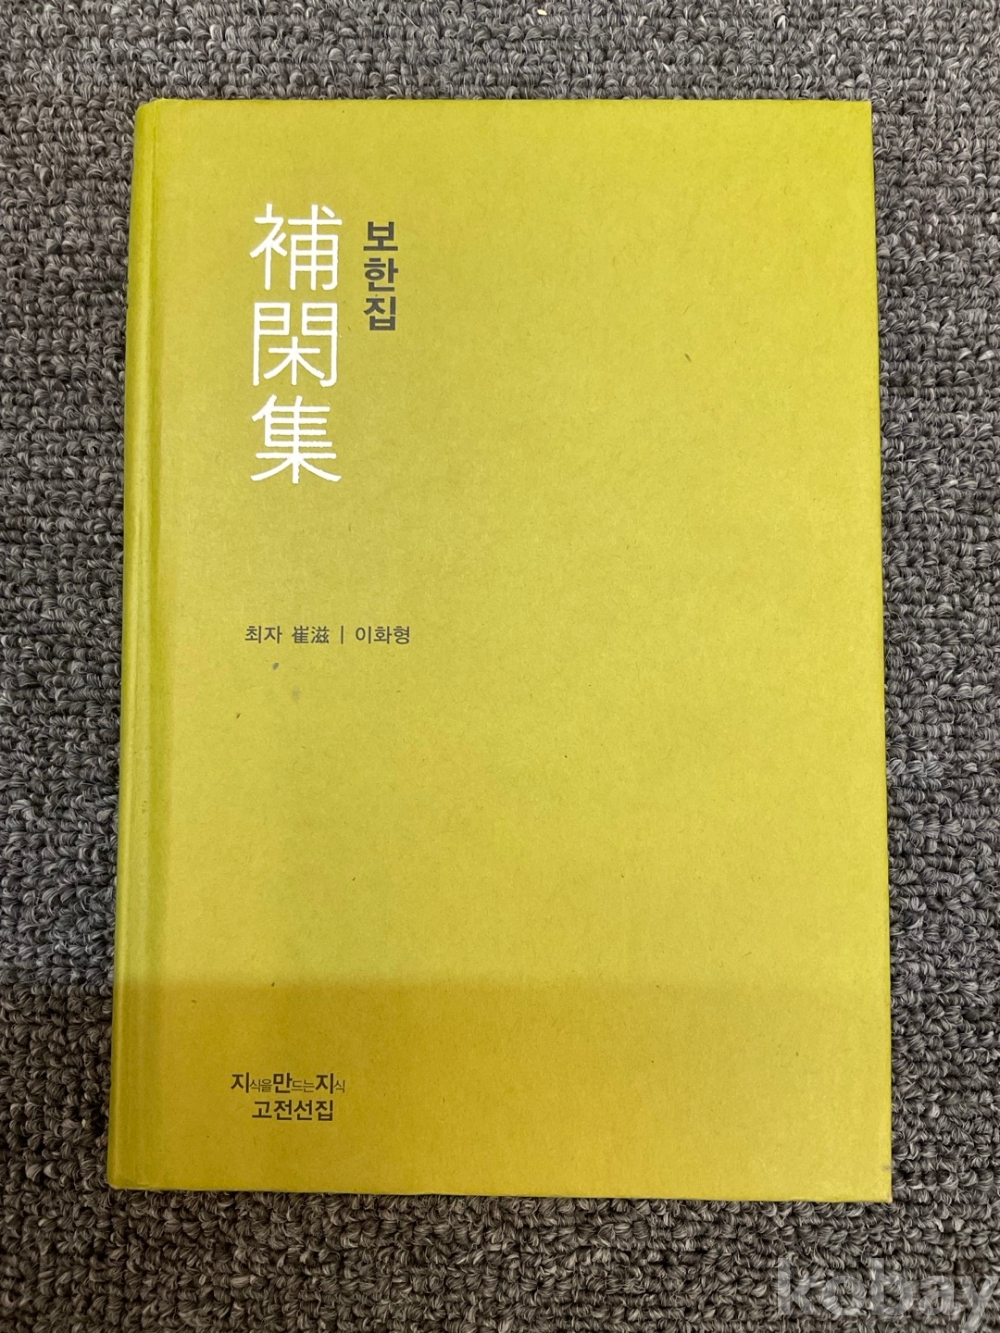 補閑集
보한집
최자 崔滋 | 이화형
지식을만드는지식
고전선집
kobay